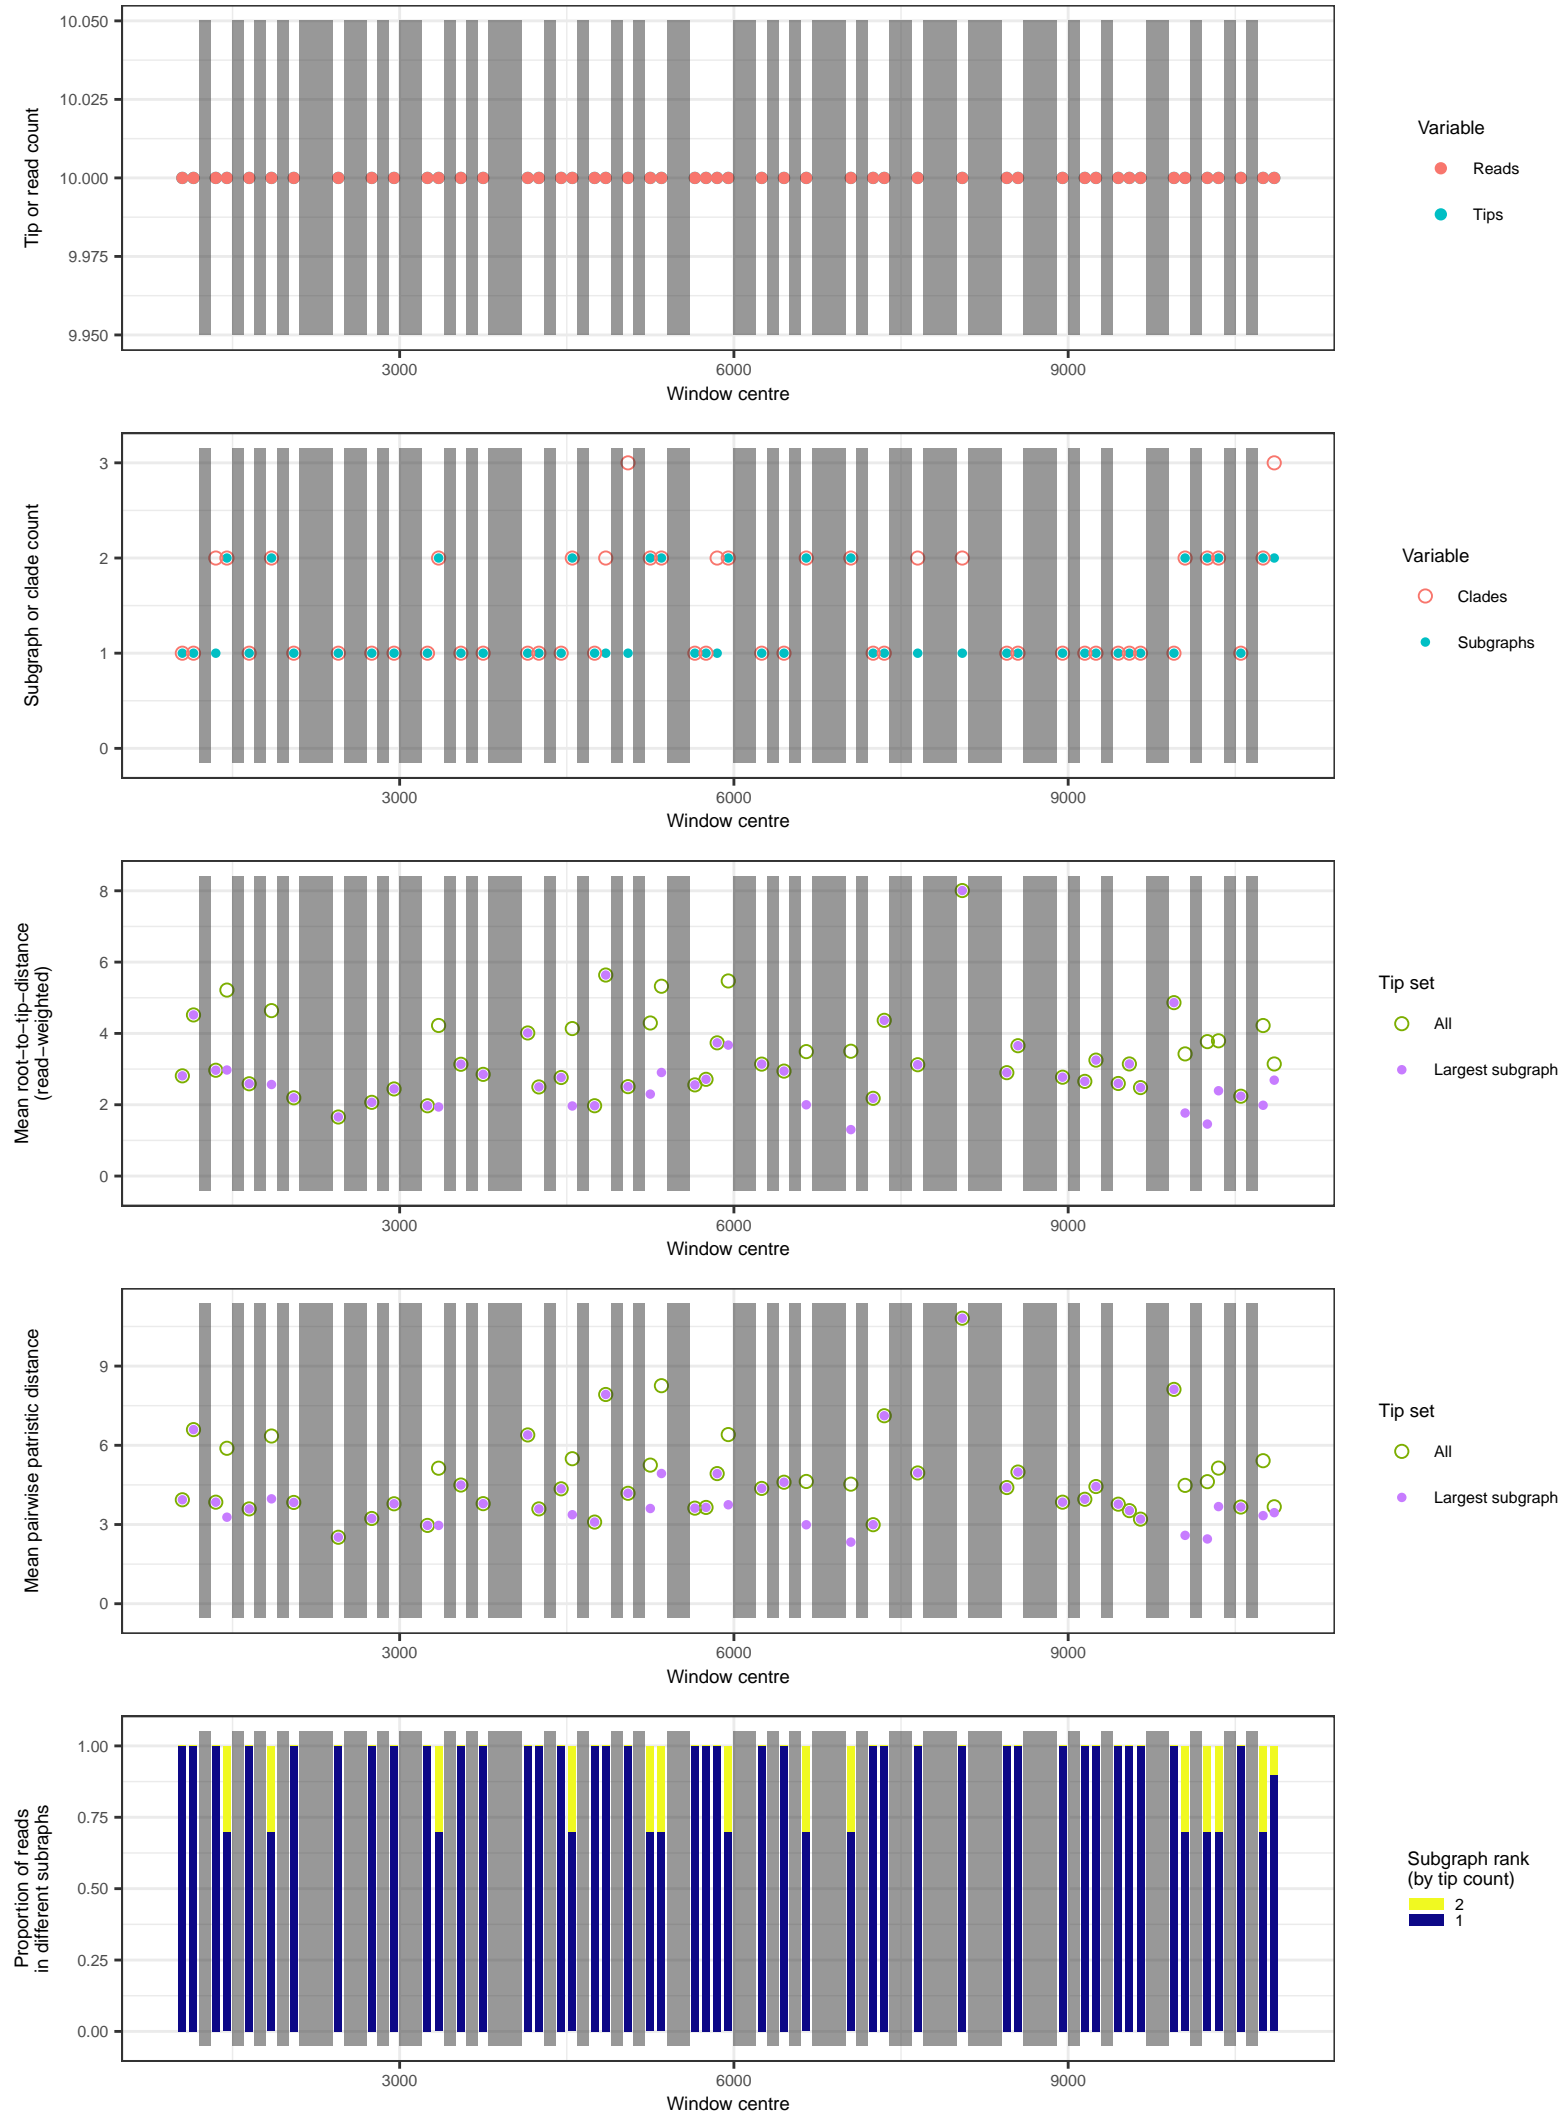 10.050
10.025
10.000
9.975
9.950
Tip or read count
3000
6000
9000
Window centre
Variable
Reads
Tips
3
2
1
0
Subgraph or clade count
3000
6000
9000
Window centre
Variable
Clades
Subgraphs
8
6
4
2
0
Mean root−to−tip−distance
(read−weighted)
3000
6000
9000
Window centre
Tip set
All
Largest subgraph
9
6
3
0
Mean pairwise patristic distance
3000
6000
9000
Window centre
Tip set
All
Largest subgraph
1.00
0.75
0.50
0.25
0.00
Proportion of reads
in different subraphs
3000
6000
9000
Window centre
Subgraph rank
(by tip count)
2
1